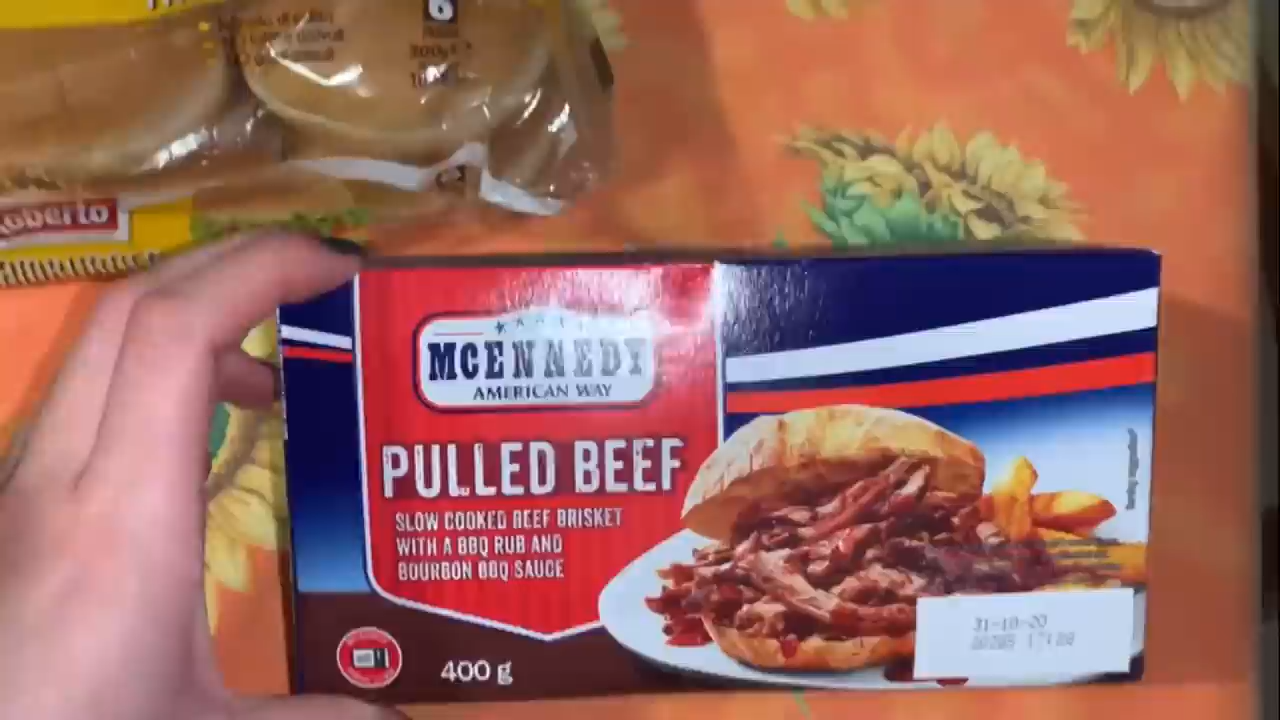 6
300g e
Roberto
MCENNEDY
AMERICAN WAY
PULLED BEEF
SLOW COOKED BEEF BRISKET
WITH A BBQ RUB AND
BOURBON BBQ SAUCE
400 g
31-10-20